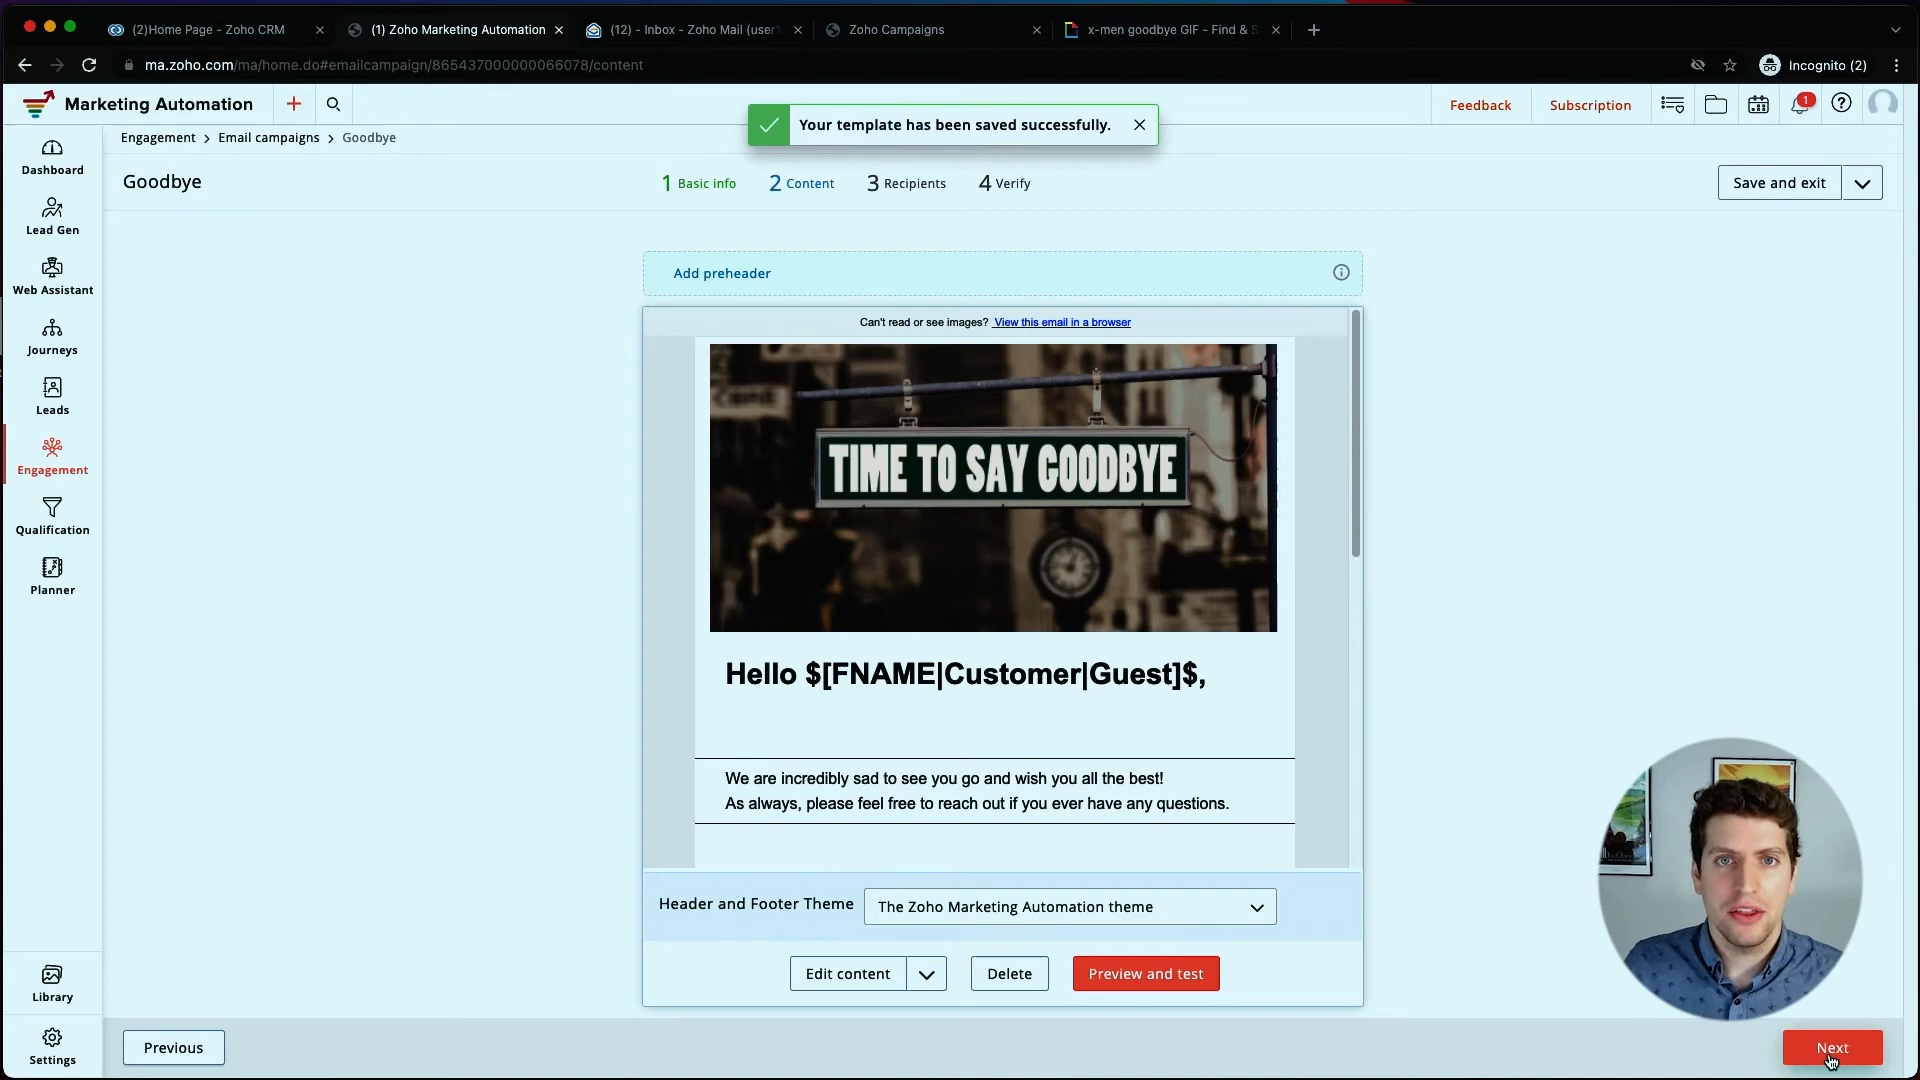 (2)Home Page - Zoho CRM
(1) Zoho Marketing Automation
(12) - Inbox - Zoho Mail (user1
Zoho Campaigns
x-men goodbye GIF - Find & S
ma.zoho.com/ma/home.do#emailcampaign/865437000000066078/content
Incognito (2)
Marketing Automation
Your template has been saved successfully.
Feedback
Subscription
1
Engagement > Email campaigns > Goodbye
Goodbye
1 Basic info
2 Content
3 Recipients
4 Verify
Save and exit
Dashboard
Lead Gen
Web Assistant
Journeys
Leads
Engagement
Qualification
Planner
Library
Settings
Add preheader
Can't read or see images? View this email in a browser
TIME TO SAY GOODBYE
Hello $[FNAME|Customer|Guest]$,
We are incredibly sad to see you go and wish you all the best!
As always, please feel free to reach out if you ever have any questions.
Header and Footer Theme
The Zoho Marketing Automation theme
Edit content
Delete
Preview and test
Previous
Next